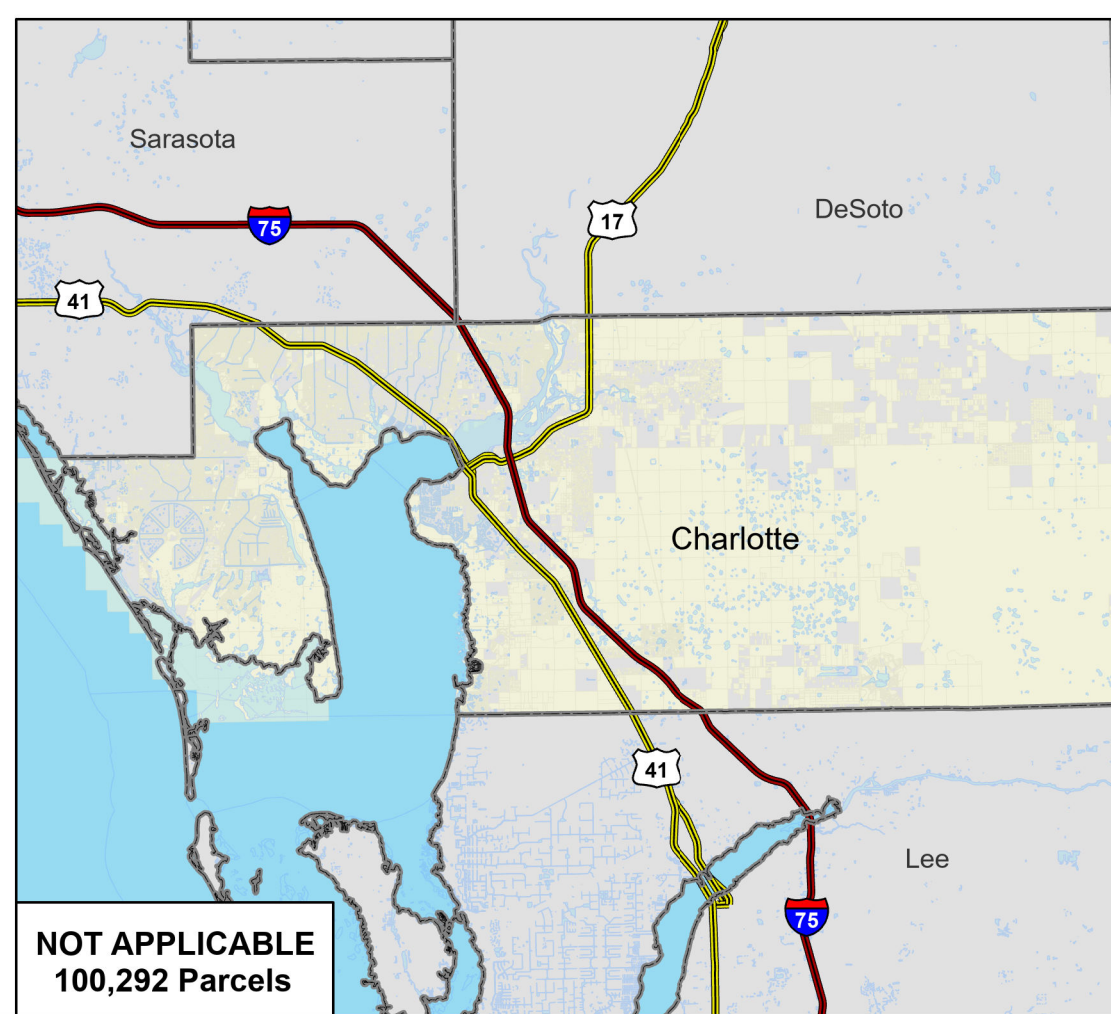 Sarasota
DeSoto
17
75
41
Charlotte
41
Lee
75
NOT APPLICABLE
100,292 Parcels